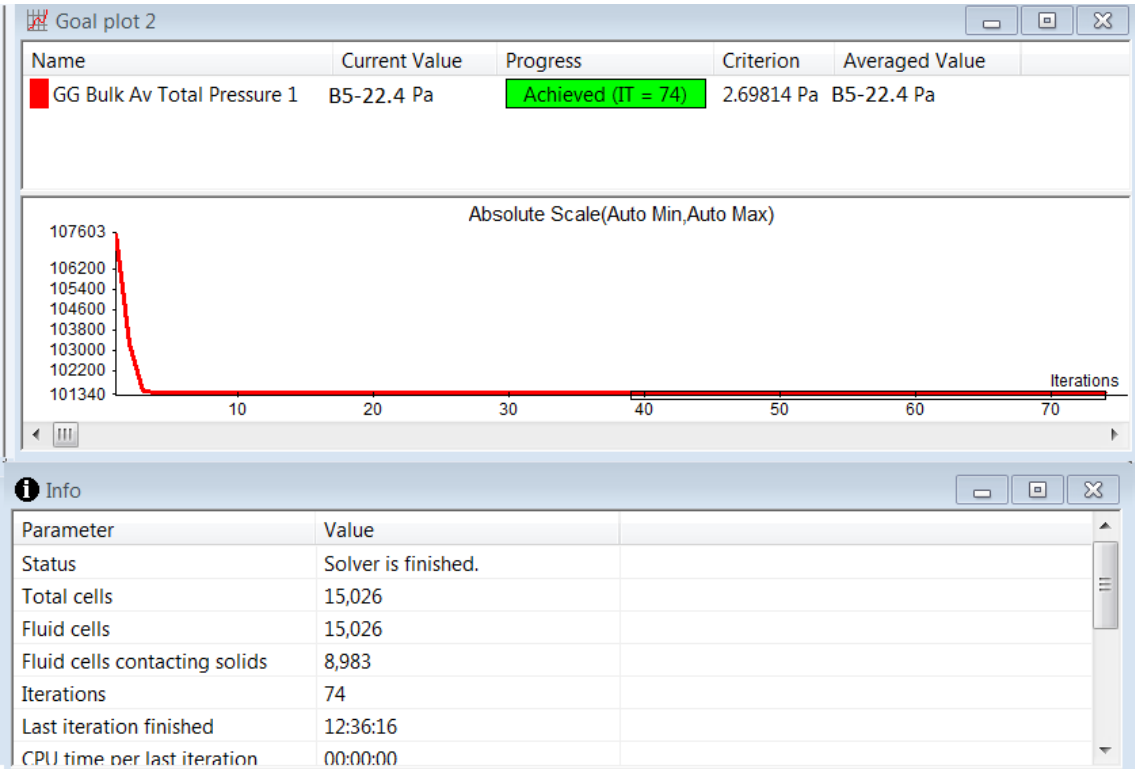 Goal plot 2
Name Current Value Progress Criterion Averaged Value
GG Bulk Av Total Pressure 1 B5-22.4 Pa Achieved (IT = 74) 2.69814 Pa B5-22.4 Pa
Absolute Scale(Auto Min,Auto Max)
107603
106200
105400
104600
103800
103000
102200
101340
Iterations
10 20 30 40 50 60 70
Info
Parameter Value
Status Solver is finished.
Total cells 15,026
Fluid cells 15,026
Fluid cells contacting solids 8,983
Iterations 74
Last iteration finished 12:36:16
CPU time per last iteration 00:00:00